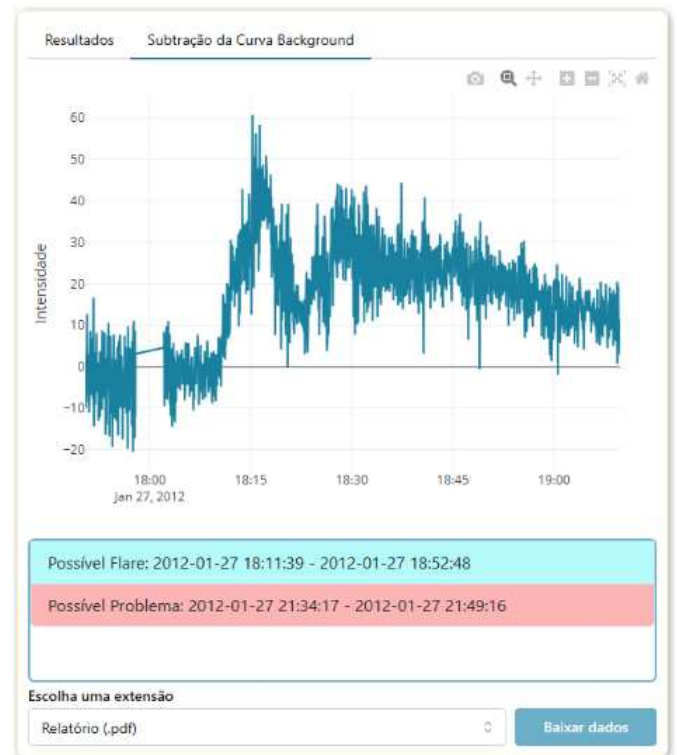 Resultados Subtração da Curva Background
60
50
40
30
20
10
0
−10
−20
Intensidade
18:00 18:15 18:30 18:45 19:00
Jan 27, 2012
Possível Flare: 2012-01-27 18:11:39 - 2012-01-27 18:52:48
Possível Problema: 2012-01-27 21:34:17 - 2012-01-27 21:49:16
Escolha uma extensão
Relatório (.pdf) Baixar dados